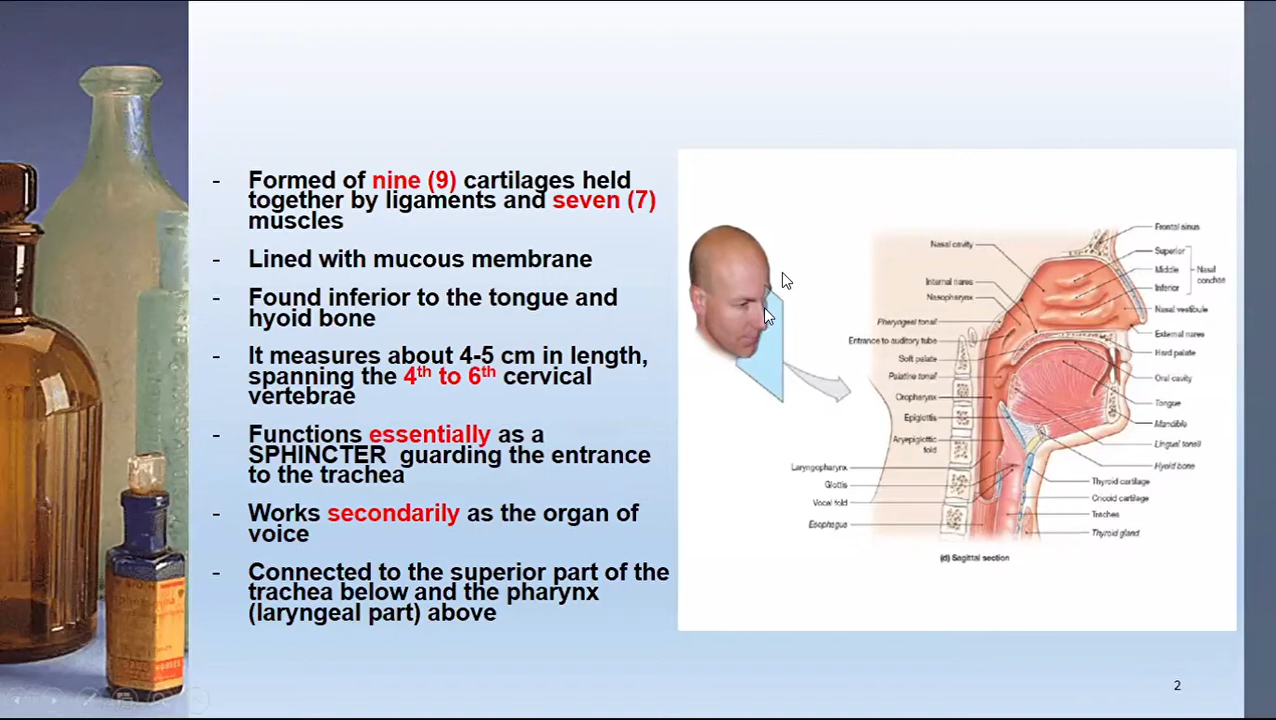 - Formed of nine (9) cartilages held
together by ligaments and seven (7)
muscles
- Lined with mucous membrane
- Found inferior to the tongue and
hyoid bone
- It measures about 4-5 cm in length,
spanning the 4th to 6th cervical
vertebrae
- Functions essentially as a
SPHINCTER guarding the entrance
to the trachea
- Works secondarily as the organ of
voice
- Connected to the superior part of the
trachea below and the pharynx
(laryngeal part) above
Nasal cavity
Internal nares
Nasopharynx
Pharyngeal tonsil
Entrance to auditory tube
Soft palate
Palatine tonsil
Oropharynx
Epiglottis
Aryepiglottic
fold
Laryngopharynx
Glottis
Vocal fold
Esophagus
Frontal sinus
Superior
Middle
Inferior
Nasal
conchae
Nasal vestibule
External nares
Hard palate
Oral cavity
Tongue
Mandible
Lingual tonsil
Hyoid bone
Thyroid cartilage
Cricoid cartilage
Trachea
Thyroid gland
(d) Sagittal section
2